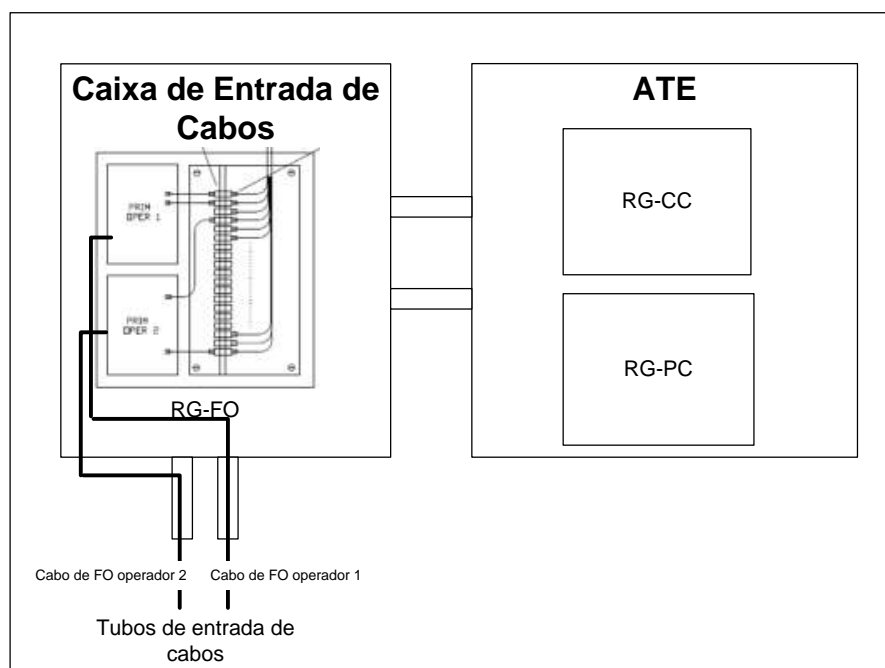 Caixa de Entrada de
Cabos
ATE
PRIM
OPER 1
PRIM
OPER 2
RG-FO
RG-CC
RG-PC
Cabo de FO operador 2
Cabo de FO operador 1
Tubos de entrada de
cabos